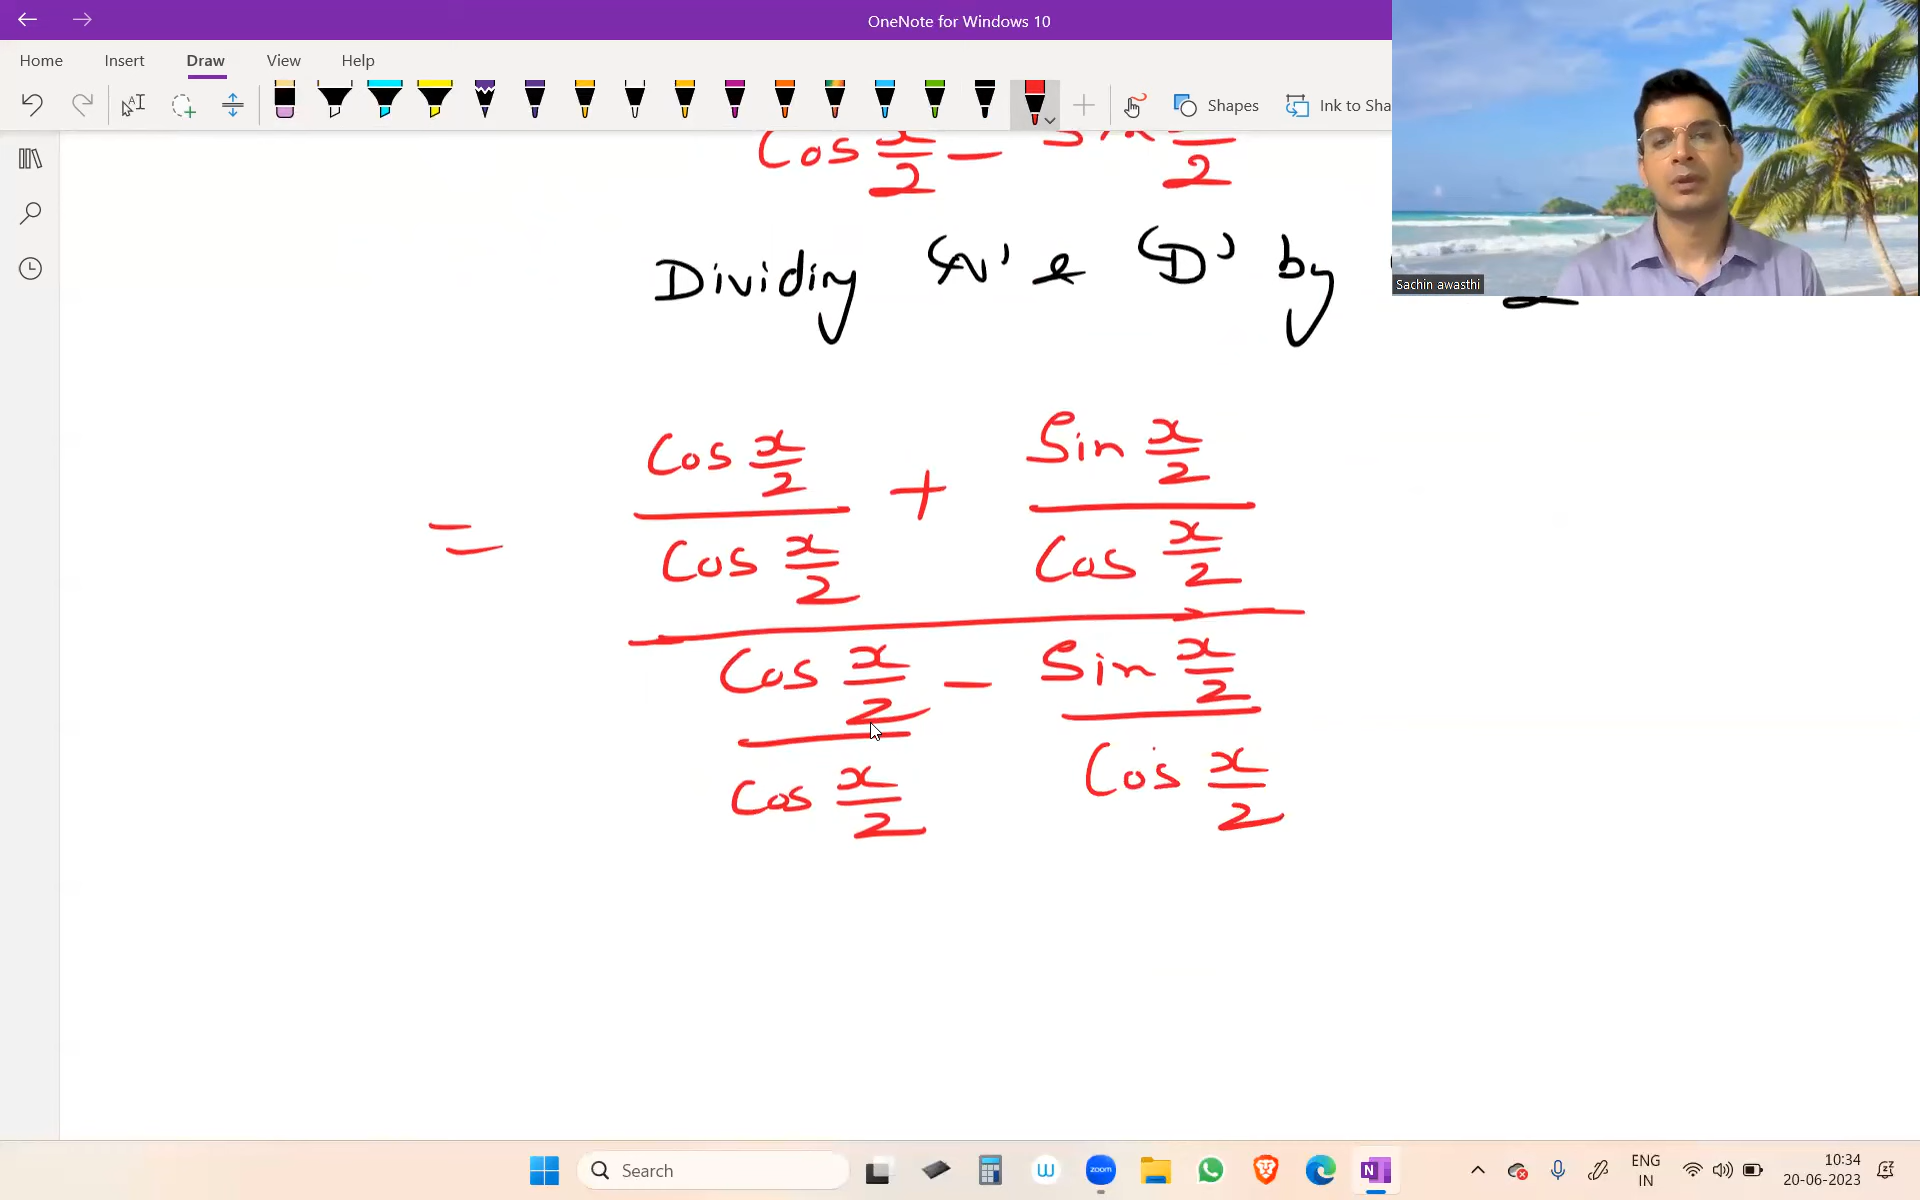 OneNote for Windows 10
Home Insert Draw View Help
Shapes Ink to Sha
Cos x/2 − Sin x/2
Sachin awasthi
Dividing 'N' & 'D' by
Cos x/2 + Sin x/2
=
Cos x/2 Cos x/2
Cos x/2 − Sin x/2
Cos x/2 Cos x/2
Search
zoom
ENG
IN
10:34
20-06-2023